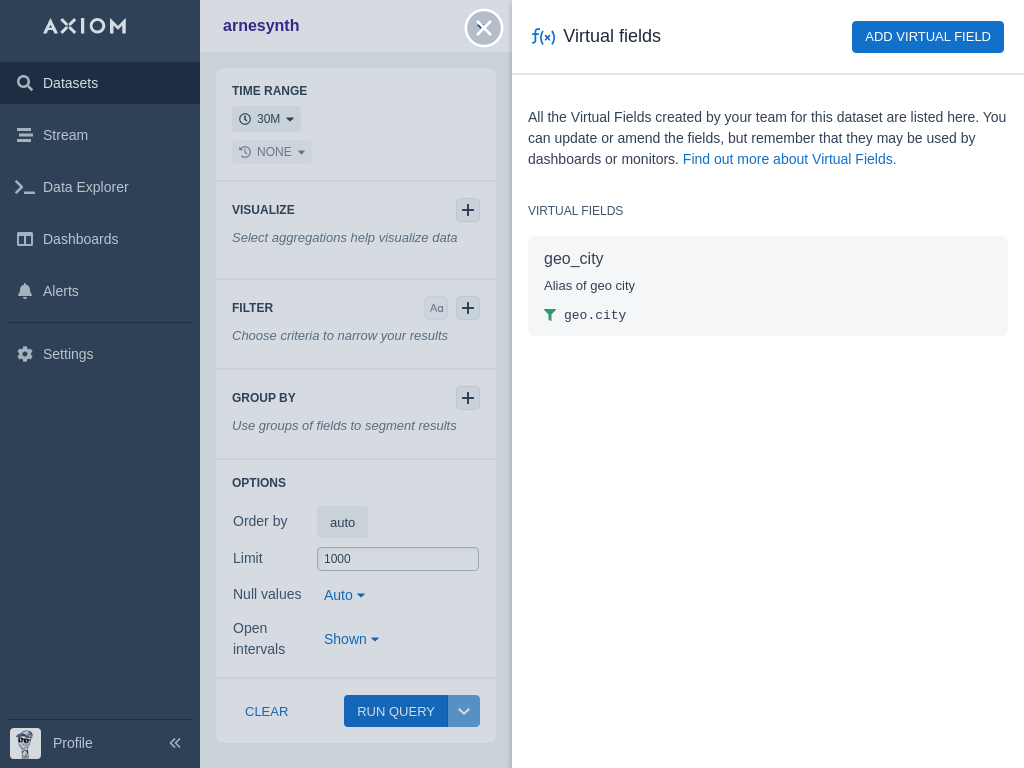 AXIOM
Datasets
Stream
Data Explorer
Dashboards
Alerts
Settings
Profile
arnesynth
TIME RANGE
30M
NONE
VISUALIZE
Select aggregations help visualize data
FILTER
Aa
Choose criteria to narrow your results
GROUP BY
Use groups of fields to segment results
OPTIONS
Order by auto
Limit 1000
Null values Auto
Open intervals Shown
CLEAR
RUN QUERY
f(x) Virtual fields
ADD VIRTUAL FIELD
All the Virtual Fields created by your team for this dataset are listed here. You
can update or amend the fields, but remember that they may be used by
dashboards or monitors. Find out more about Virtual Fields.
VIRTUAL FIELDS
geo_city
Alias of geo city
geo.city